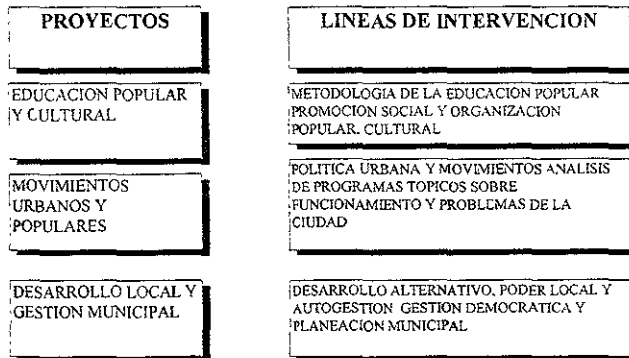 PROYECTOS
LINEAS DE INTERVENCION
EDUCACION POPULAR
Y CULTURAL
METODOLOGIA DE LA EDUCACION POPULAR
PROMOCION SOCIAL Y ORGANIZACION
POPULAR. CULTURAL
MOVIMIENTOS
URBANOS Y
POPULARES
POLITICA URBANA Y MOVIMIENTOS ANALISIS
DE PROGRAMAS TOPICOS SOBRE
FUNCIONAMIENTO Y PROBLEMAS DE LA
CIUDAD
DESARROLLO LOCAL Y
GESTION MUNICIPAL
DESARROLLO ALTERNATIVO, PODER LOCAL Y
AUTOGESTION GESTION DEMOCRATICA Y
PLANEACION MUNICIPAL